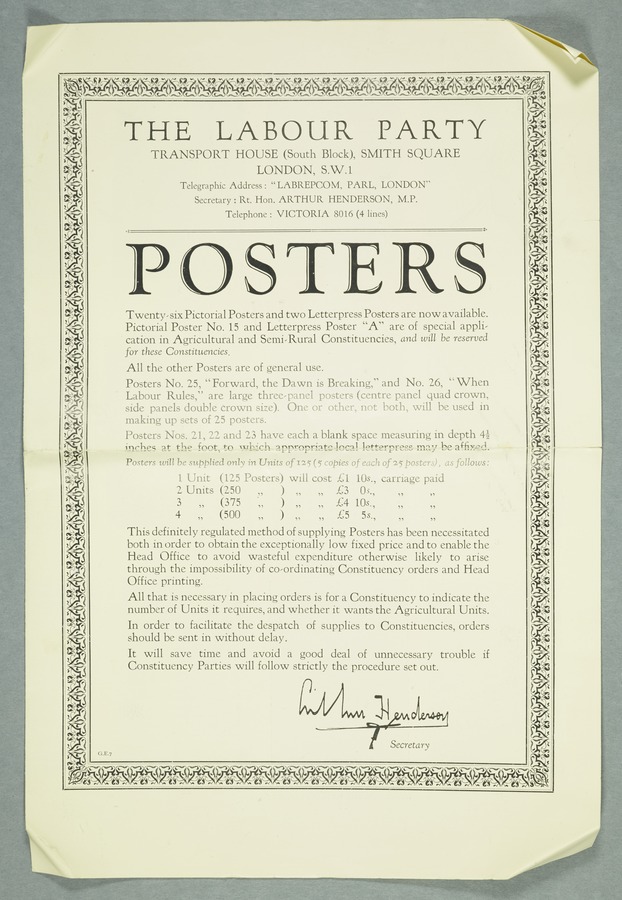 THE LABOUR PARTY
TRANSPORT HOUSE (South Block), SMITH SQUARE
LONDON, S.W.1
Telegraphic Address: "LABREPCOM, PARL, LONDON"
Secretary: Rt. Hon. ARTHUR HENDERSON, M.P.
Telephone: VICTORIA 8016 (4 lines)
POSTERS
Twenty-six Pictorial Posters and two Letterpress Posters are now available.
Pictorial Poster No. 15 and Letterpress Poster "A" are of special appli-
cation in Agricultural and Semi-Rural Constituencies, and will be reserved
for these Constituencies.
All the other Posters are of general use.
Posters No. 25, "Forward, the Dawn is Breaking," and No. 26, "When
Labour Rules," are large three-panel posters (centre panel quad crown,
side panels double crown size). One or other, not both, will be used in
making up sets of 25 posters.
Posters Nos. 21, 22 and 23 have each a blank space measuring in depth 4½
inches at the foot, to which appropriate local letterpress may be affixed.
Posters will be supplied only in Units of 125 (5 copies of each of 25 posters), as follows:
1 Unit (125 Posters) will cost £1 10s., carriage paid
2 Units (250 „ ) „ „ £3 0s., „ „
3 „ (375 „ ) „ „ £4 10s., „ „
4 „ (500 „ ) „ „ £5 5s., „ „
This definitely regulated method of supplying Posters has been necessitated
both in order to obtain the exceptionally low fixed price and to enable the
Head Office to avoid wasteful expenditure otherwise likely to arise
through the impossibility of co-ordinating Constituency orders and Head
Office printing.
All that is necessary in placing orders is for a Constituency to indicate the
number of Units it requires, and whether it wants the Agricultural Units.
In order to facilitate the despatch of supplies to Constituencies, orders
should be sent in without delay.
It will save time and avoid a good deal of unnecessary trouble if
Constituency Parties will follow strictly the procedure set out.
Arthur Henderson
Secretary
G.E.7